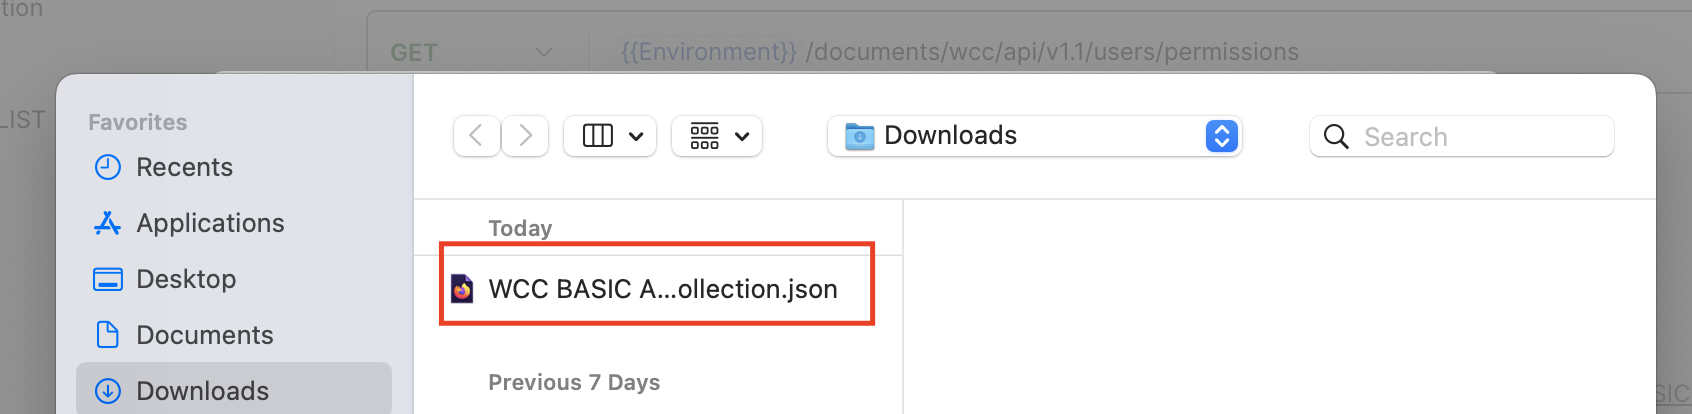 tion
GET {{Environment}} /documents/wcc/api/v1.1/users/permissions
LIST
Favorites
Recents
Applications
Desktop
Documents
Downloads
Downloads
Search
Today
WCC BASIC A...ollection.json
Previous 7 Days
SIC